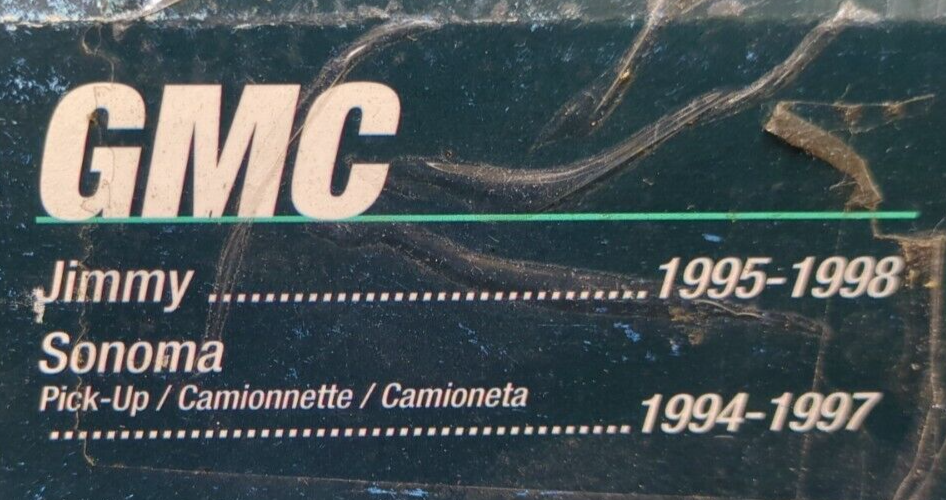 GMC
Jimmy ........................................ 1995-1998
Sonoma
Pick-Up / Camionnette / Camioneta
..................................................... 1994-1997